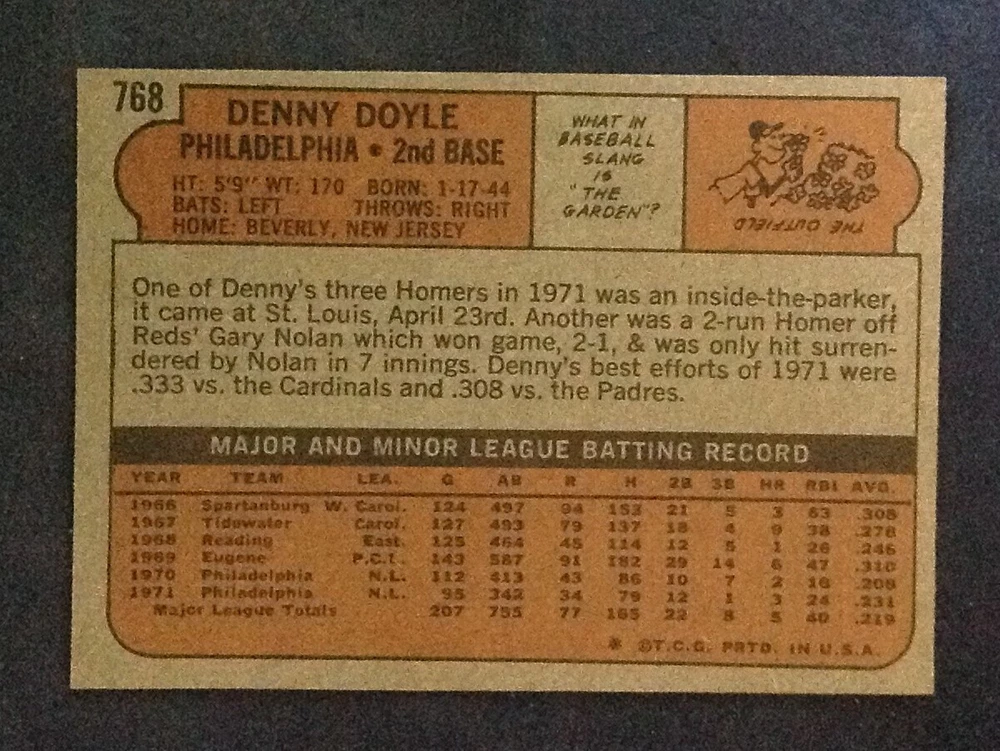 768
DENNY DOYLE
PHILADELPHIA • 2nd BASE
HT: 5'9" WT: 170 BORN: 1-17-44
BATS: LEFT THROWS: RIGHT
HOME: BEVERLY, NEW JERSEY
WHAT IN
BASEBALL
SLANG
IS
"THE
GARDEN"?
THE OUTFIELD
One of Denny's three Homers in 1971 was an inside-the-parker,
it came at St. Louis, April 23rd. Another was a 2-run Homer off
Reds' Gary Nolan which won game, 2-1, & was only hit surren-
dered by Nolan in 7 innings. Denny's best efforts of 1971 were
.333 vs. the Cardinals and .308 vs. the Padres.
MAJOR AND MINOR LEAGUE BATTING RECORD
YEAR TEAM LEA. G AB R H 2B 3B HR RBI AVG.
1966 Spartanburg W. Carol. 124 497 94 153 21 5 3 63 .308
1967 Tidewater Carol. 127 493 79 137 18 4 9 38 .278
1968 Reading East. 125 464 45 114 12 5 1 26 .246
1969 Eugene P.C.L. 143 587 91 182 29 14 6 47 .310
1970 Philadelphia N.L. 112 413 43 86 10 7 2 16 .208
1971 Philadelphia N.L. 95 342 34 79 12 1 3 24 .231
Major League Totals 207 755 77 165 22 8 5 40 .219
* ©T.C.G. PRTD. IN U.S.A.